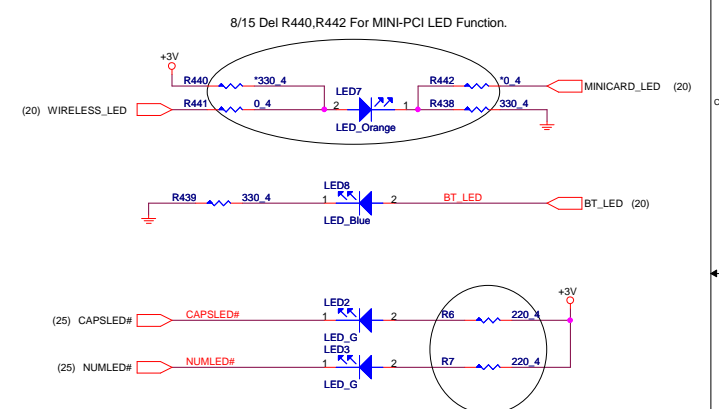 8/15 Del R440,R442 For MINI-PCI LED Function.
+3V
R440 *330_4 R442 *0_4 MINICARD_LED (20)
LED7
(20) WIRELESS_LED R441 0_4 2 1 R438 330_4
LED_Orange
LED8
R439 330_4 1 2 BT_LED BT_LED (20)
LED_Blue
+3V
LED2
(25) CAPSLED# CAPSLED# 1 2 R6 220_4
LED_G
LED3
(25) NUMLED# NUMLED# 1 2 R7 220_4
LED_G